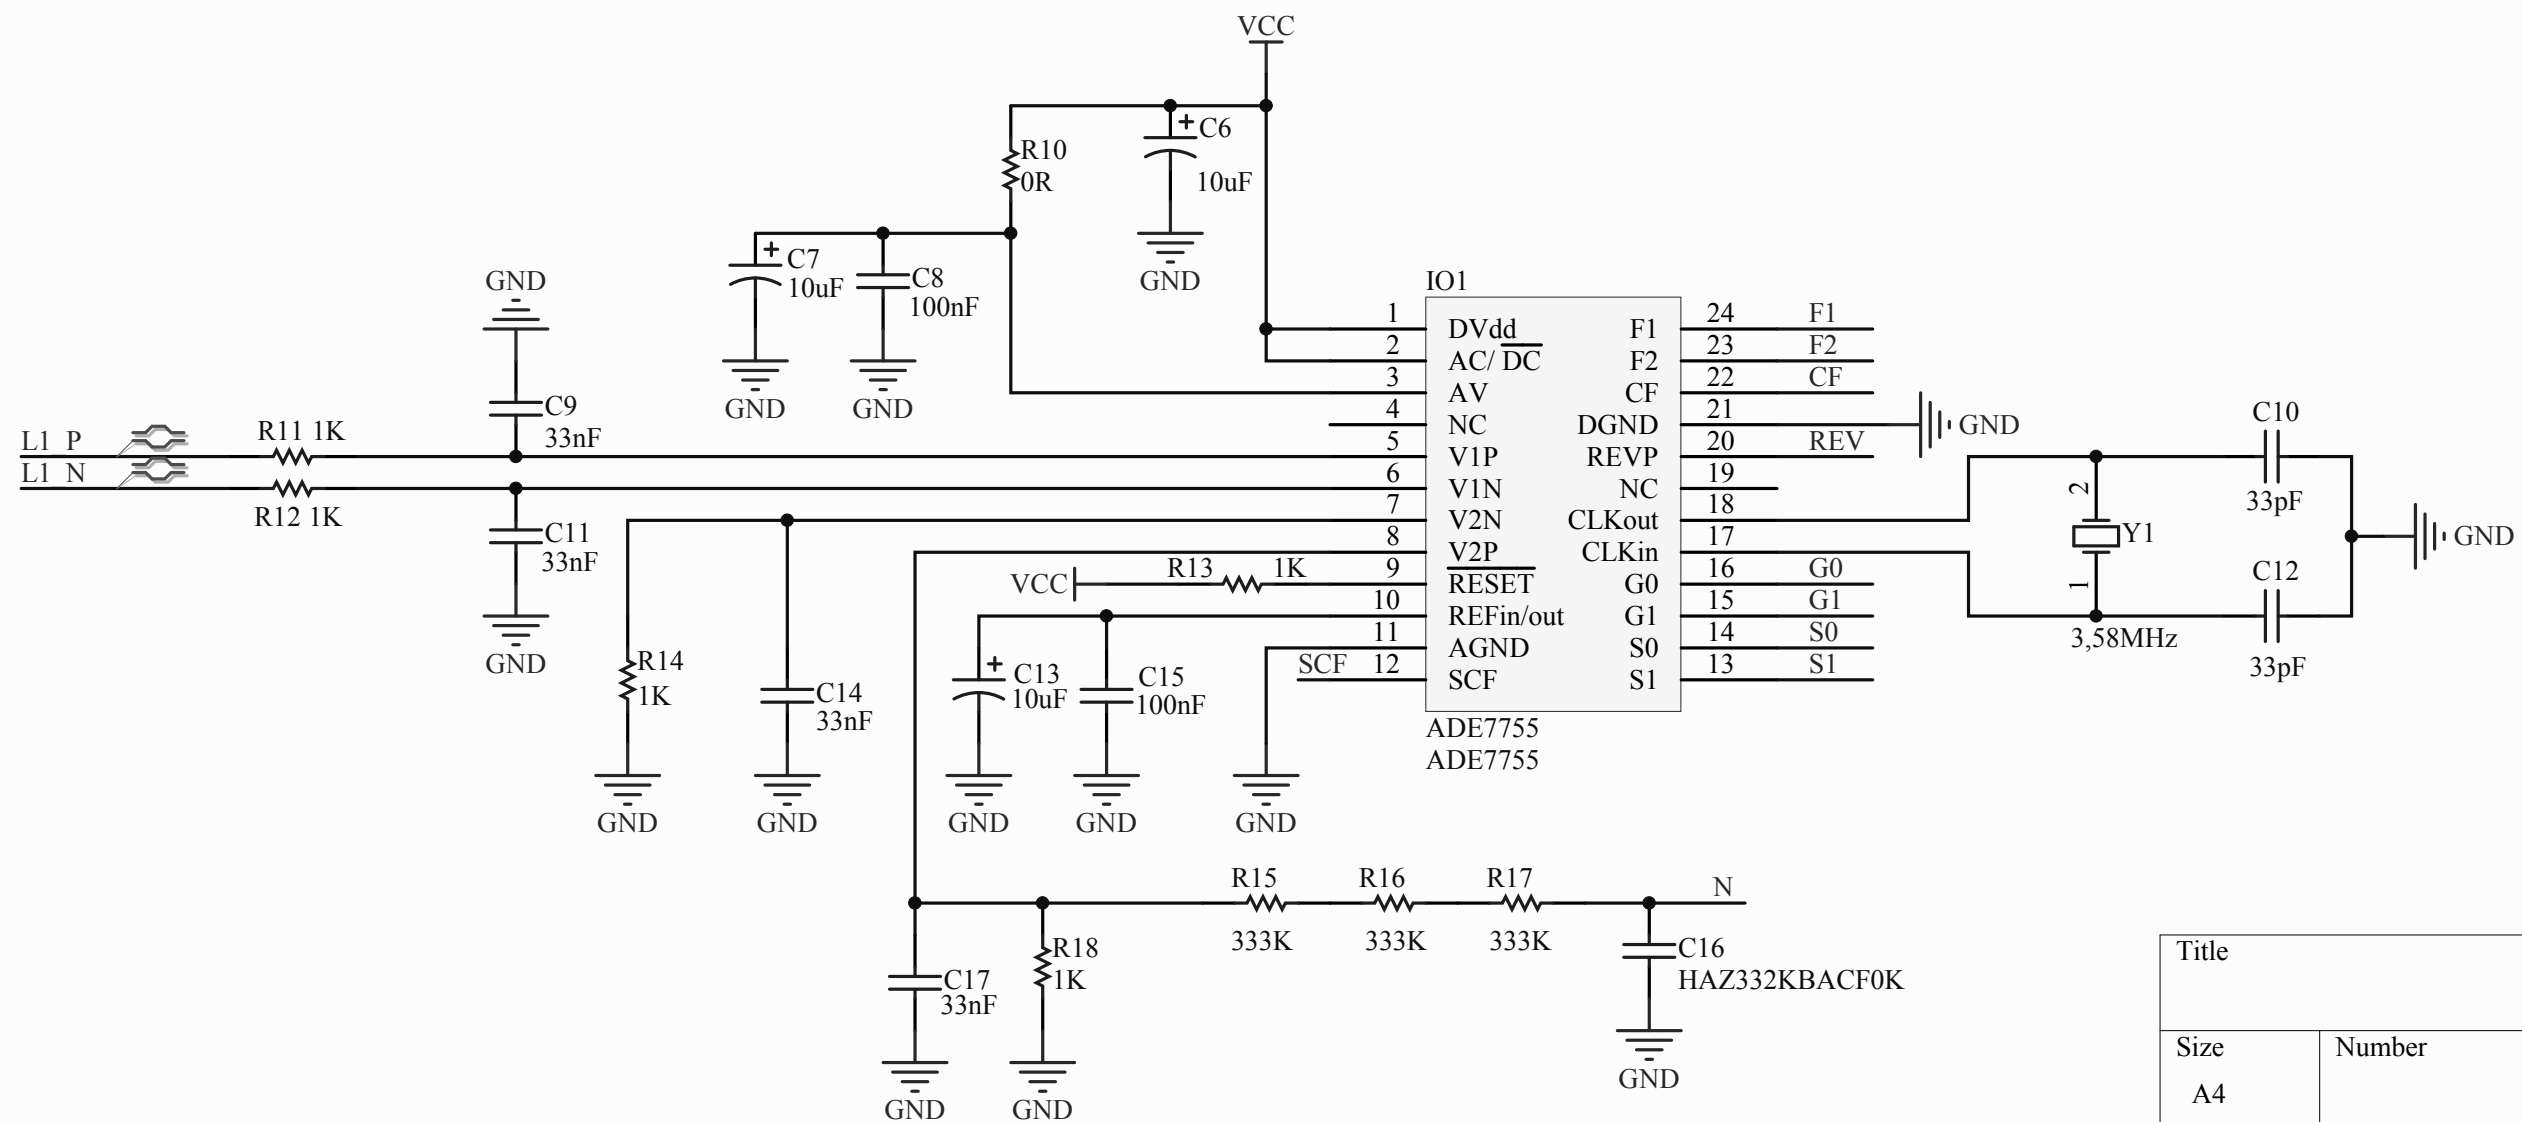 VCC
C6
10uF
GND
R10
0R
C7
10uF
GND
C8
100nF
GND
GND
C9
33nF
L1_P
R11 1K
L1_N
R12 1K
C11
33nF
GND
IO1
1 DVdd
2 AC/ DC
3 AV
4 NC
5 V1P
6 V1N
7 V2N
8 V2P
9 RESET
10 REFin/out
11 AGND
SCF 12 SCF
F1 24 F1
F2 23 F2
CF 22 CF
DGND 21 GND
REVP 20 REV
NC 19
CLKout 18
CLKin 17
G0 16 G0
G1 15 G1
S0 14 S0
S1 13 S1
ADE7755
ADE7755
VCC R13 1K
C10
33pF
2
Y1
1
3,58MHz
C12
33pF
GND
R14
1K
GND
C14
33nF
GND
C13
10uF
GND
C15
100nF
GND
GND
R15
333K
R16
333K
R17
333K
N
C17
33nF
GND
R18
1K
GND
C16
HAZ332KBACF0K
GND
Title
Size
A4
Number